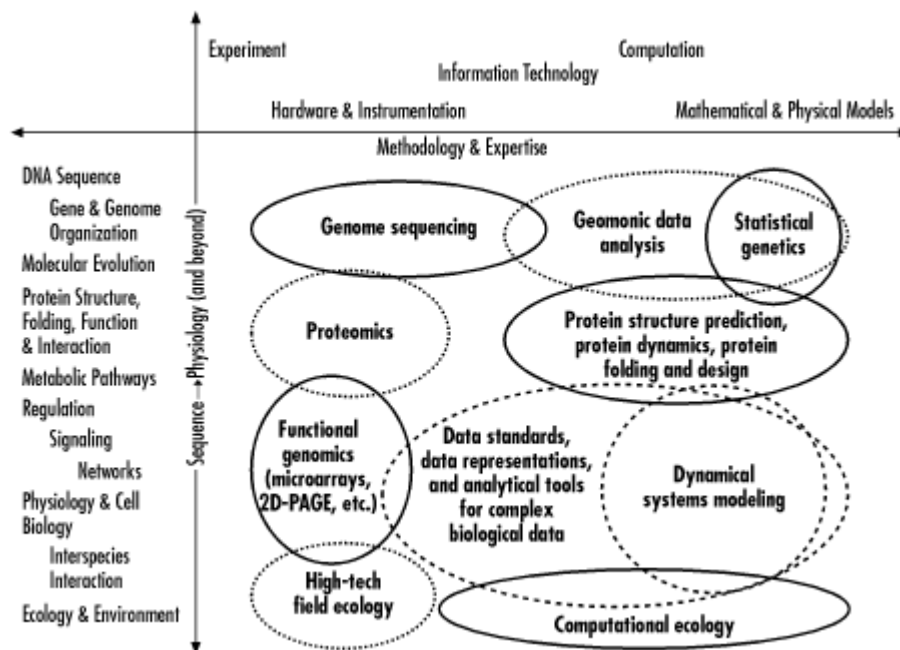 Experiment
Computation
Information Technology
Hardware & Instrumentation
Mathematical & Physical Models
Methodology & Expertise
DNA Sequence
Gene & Genome
Organization
Molecular Evolution
Protein Structure,
Folding, Function
& Interaction
Metabolic Pathways
Regulation
Signaling
Networks
Physiology & Cell
Biology
Interspecies
Interaction
Ecology & Environment
Sequence → Physiology (and beyond)
Genome sequencing
Geomonic data
analysis
Statistical
genetics
Proteomics
Protein structure prediction,
protein dynamics, protein
folding and design
Functional
genomics
(microarrays,
2D-PAGE, etc.)
Data standards,
data representations,
and analytical tools
for complex
biological data
Dynamical
systems modeling
High-tech
field ecology
Computational ecology